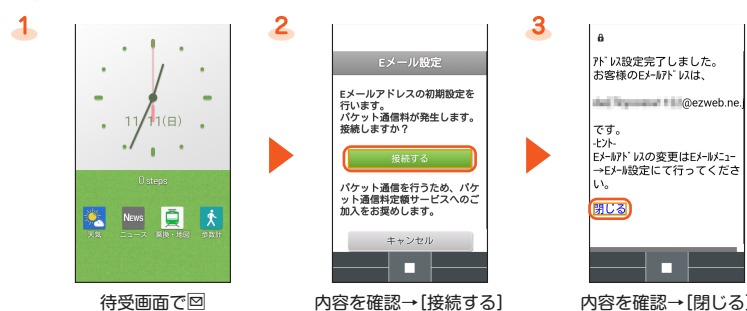 1
11/11(日)
0 steps
NEWS
天気
ニュース
乗換・地図
歩数計
待受画面で
2
Eメール設定
Eメールアドレスの初期設定を
行います。
パケット通信料が発生します。
接続しますか？
接続する
パケット通信を行うため、パケ
ット通信料定額サービスへのご
加入をお奨めします。
キャンセル
内容を確認→[接続する]
3
ｱﾄﾞﾚｽ設定完了しました。
お客様のEﾒｰﾙｱﾄﾞﾚｽは、
@ezweb.ne.j
です。
-ﾋﾝﾄ-
Eﾒｰﾙｱﾄﾞﾚｽの変更はEﾒｰﾙﾒﾆｭｰ
→Eﾒｰﾙ設定にて行ってくださ
い。
閉じる
内容を確認→[閉じる]